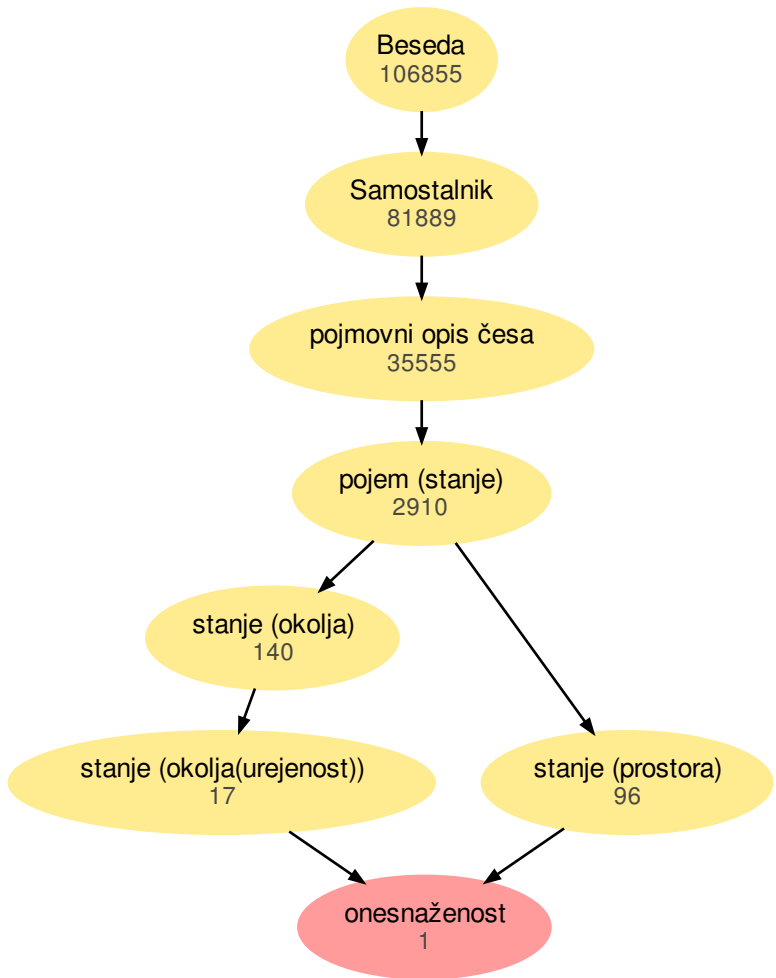 Beseda
106855
Samostalnik
81889
pojmovni opis česa
35555
pojem (stanje)
2910
stanje (okolja)
140
stanje (okolja(urejenost))
17
stanje (prostora)
96
onesnaženost
1